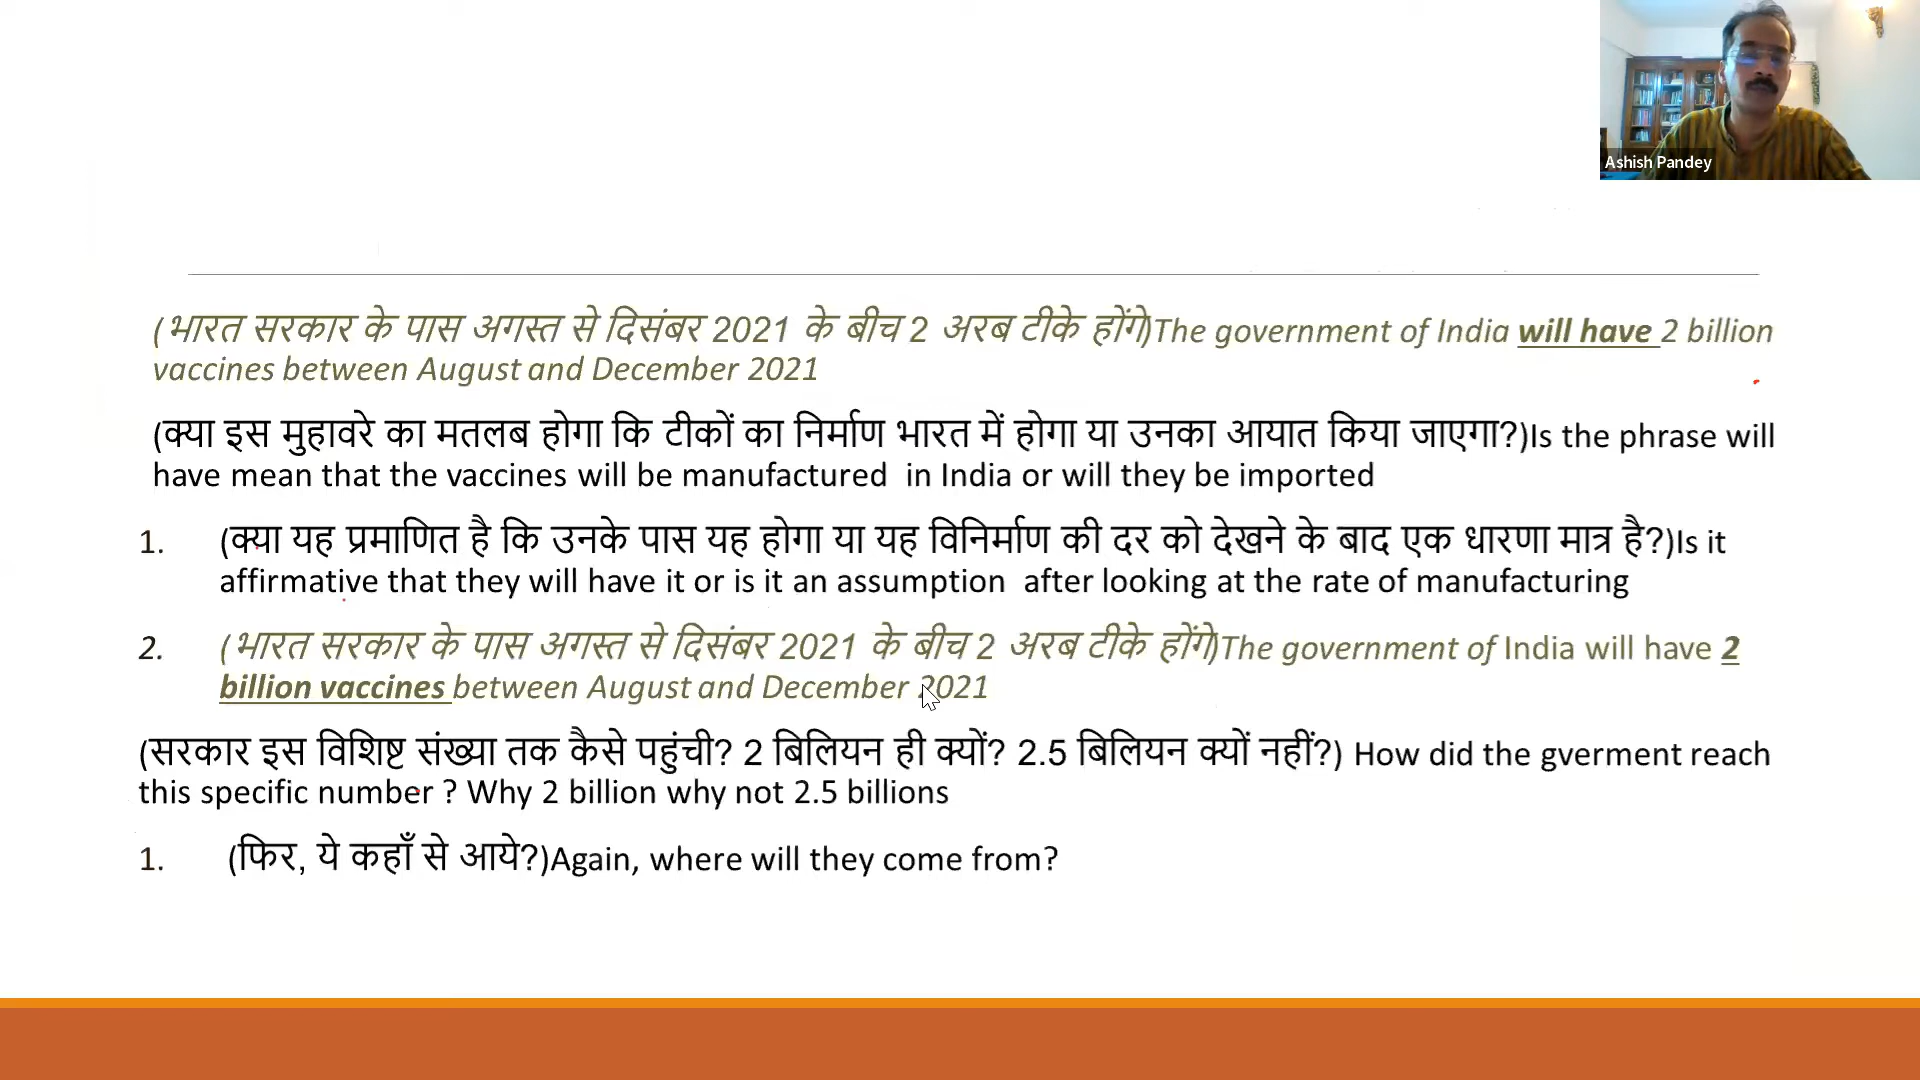 Ashish Pandey
(भारत सरकार के पास अगस्त से दिसंबर 2021 के बीच 2 अरब टीके होंगे)The government of India will have 2 billion
vaccines between August and December 2021
(क्या इस मुहावरे का मतलब होगा कि टीकों का निर्माण भारत में होगा या उनका आयात किया जाएगा?)Is the phrase will
have mean that the vaccines will be manufactured in India or will they be imported
1. (क्या यह प्रमाणित है कि उनके पास यह होगा या यह विनिर्माण की दर को देखने के बाद एक धारणा मात्र है?)Is it
affirmative that they will have it or is it an assumption after looking at the rate of manufacturing
2. (भारत सरकार के पास अगस्त से दिसंबर 2021 के बीच 2 अरब टीके होंगे)The government of India will have 2
billion vaccines between August and December 2021
(सरकार इस विशिष्ट संख्या तक कैसे पहुंची? 2 बिलियन ही क्यों? 2.5 बिलियन क्यों नहीं?) How did the gverment reach
this specific number ? Why 2 billion why not 2.5 billions
1. (फिर, ये कहाँ से आये?)Again, where will they come from?